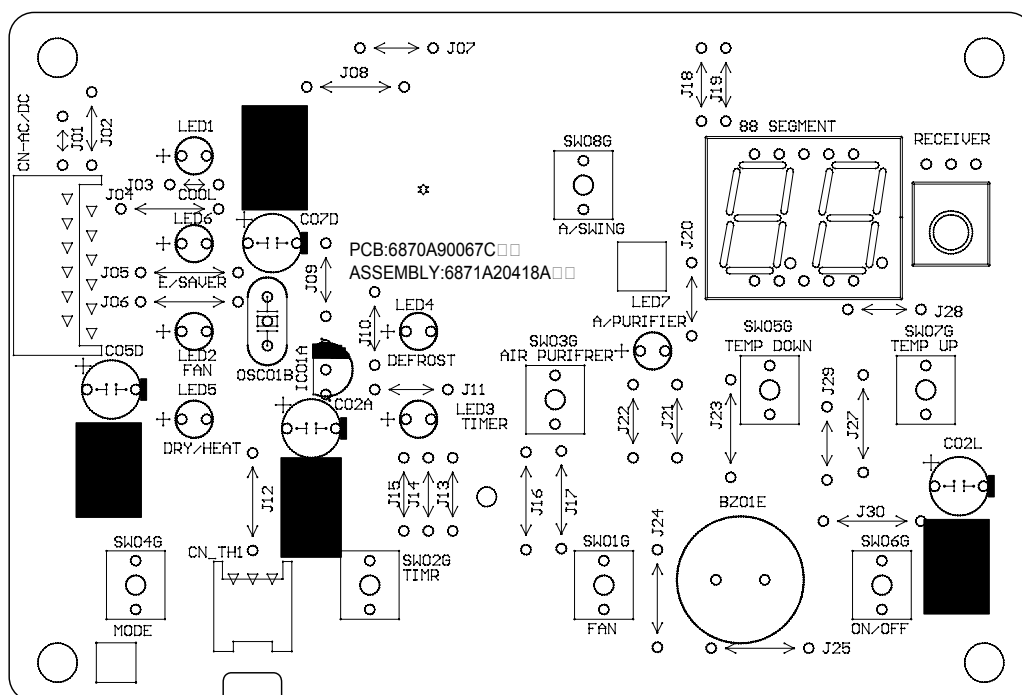 J07
J08
J18
J19
CN-AC/DC
J01
J02
LED1
88 SEGMENT
RECEIVER
SW08G
J03
COOL
J04
LED6
C07D
A/SWING
J20
PCB:6870A90067C□□
J05
E/SAVER
J09
ASSEMBLY:6871A20418A□□
J06
LED7
A/PURIFIER
LED4
J10
J28
LED2
FAN
DEFROST
SW03G
AIR PURIFRER
SW05G
TEMP DOWN
SW07G
TEMP UP
C05D
OSC01B
IC01A
LED5
J11
C02A
LED3
TIMER
J22
J21
J23
J29
J27
DRY/HEAT
C02L
J12
J15
J14
J13
J16
J17
BZ01E
J24
J30
SW04G
CN_TH1
SW02G
TIMR
SW01G
SW06G
MODE
FAN
ON/OFF
J25